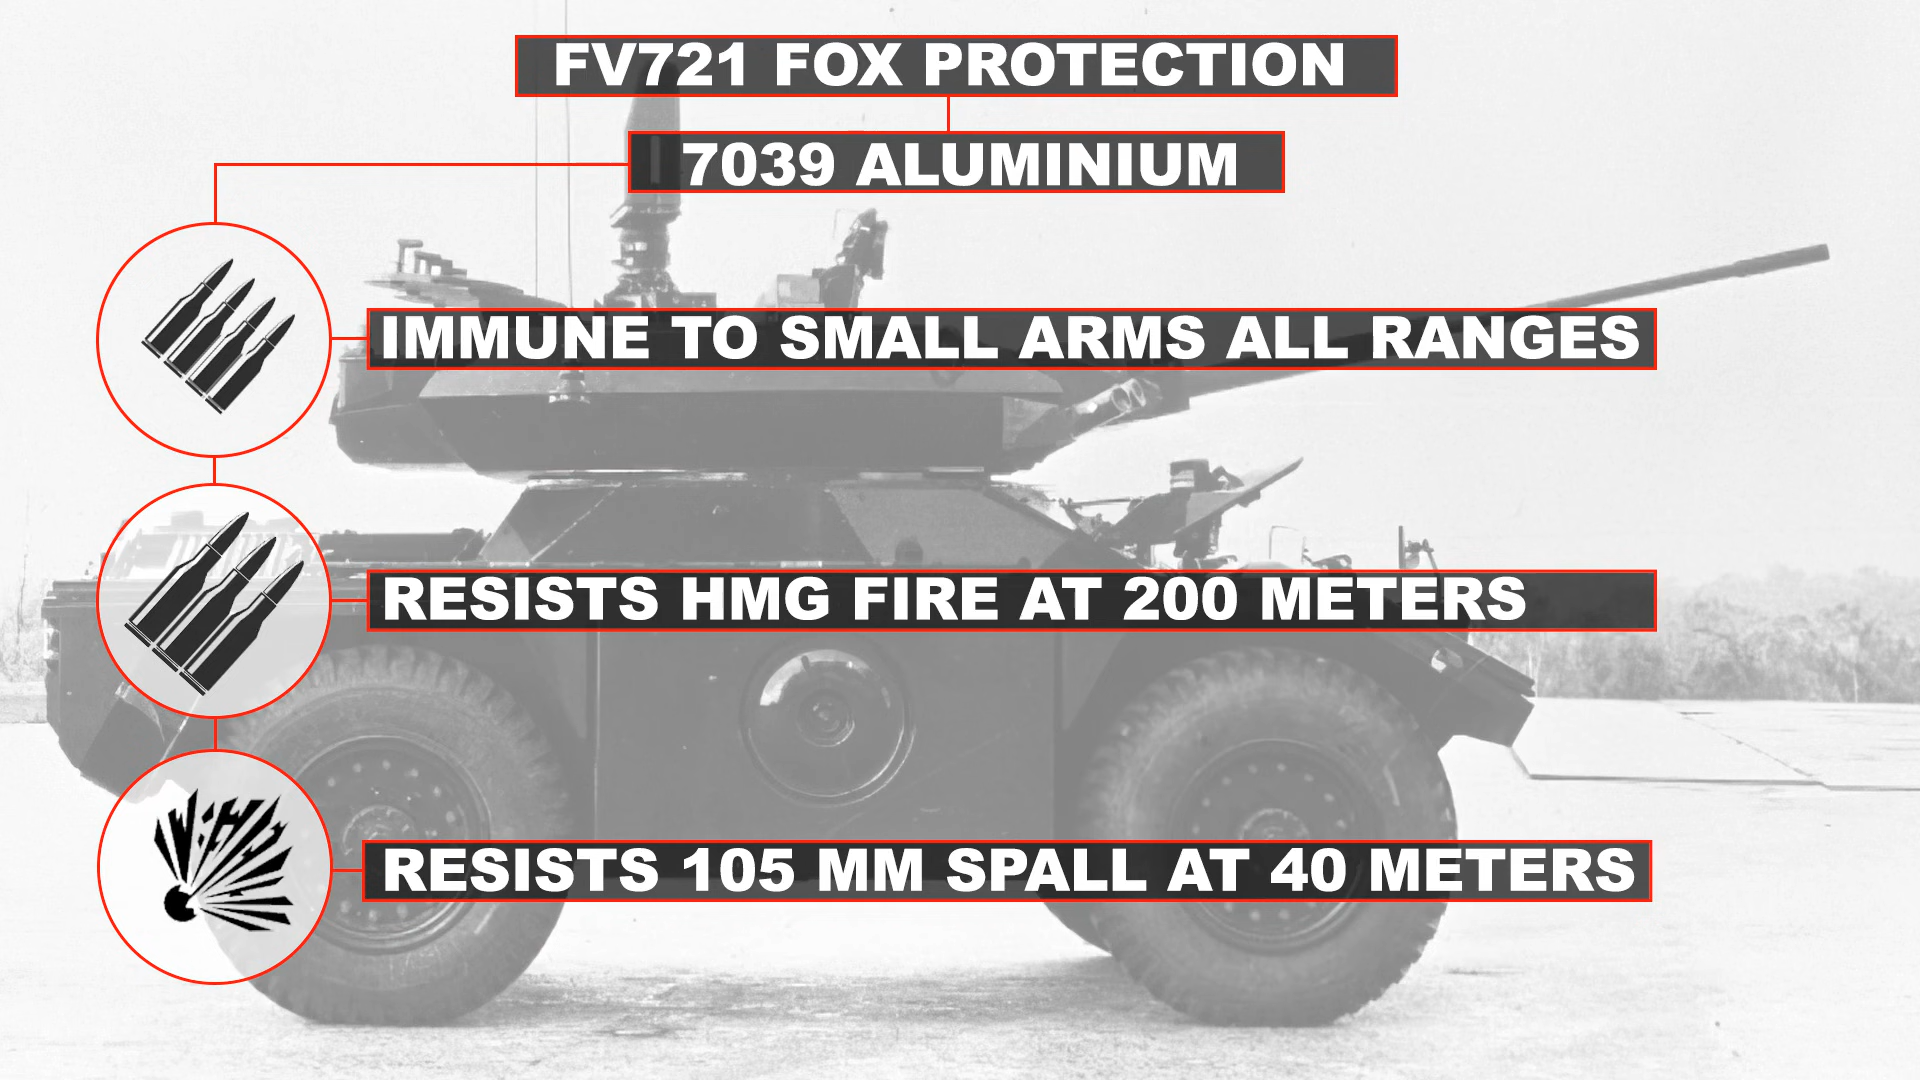 FV721 FOX PROTECTION
7039 ALUMINIUM
IMMUNE TO SMALL ARMS ALL RANGES
RESISTS HMG FIRE AT 200 METERS
RESISTS 105 MM SPALL AT 40 METERS